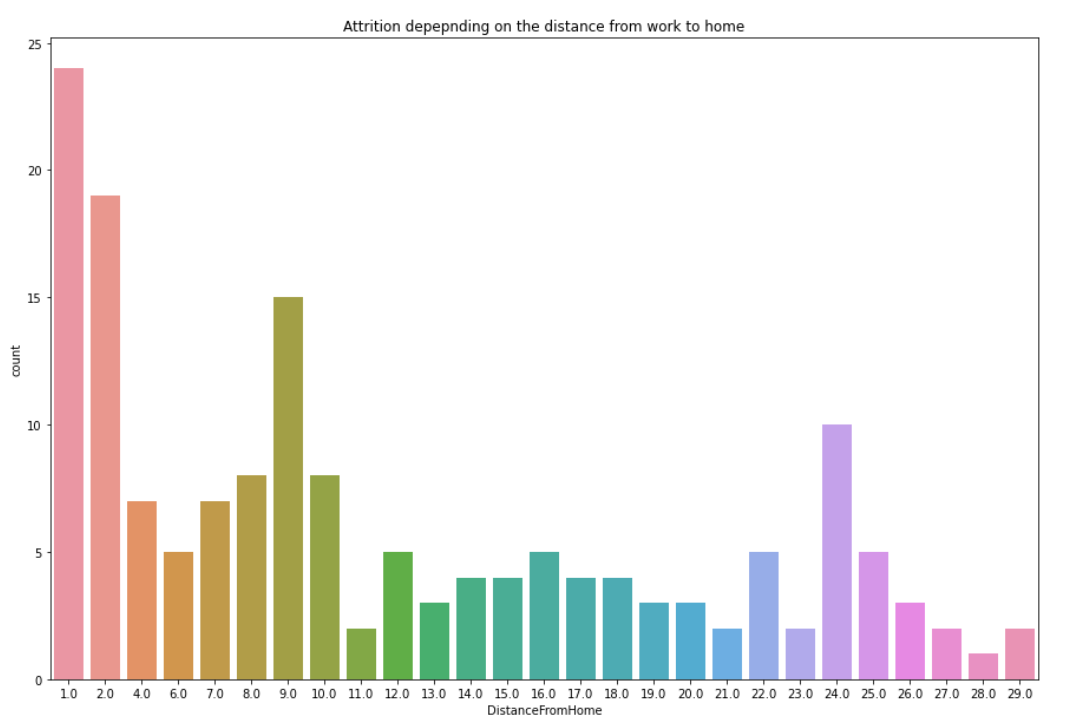 Attrition depepnding on the distance from work to home
25
20
15
10
5
0
count
1.0 2.0 4.0 6.0 7.0 8.0 9.0 10.0 11.0 12.0 13.0 14.0 15.0 16.0 17.0 18.0 19.0 20.0 21.0 22.0 23.0 24.0 25.0 26.0 27.0 28.0 29.0
DistanceFromHome